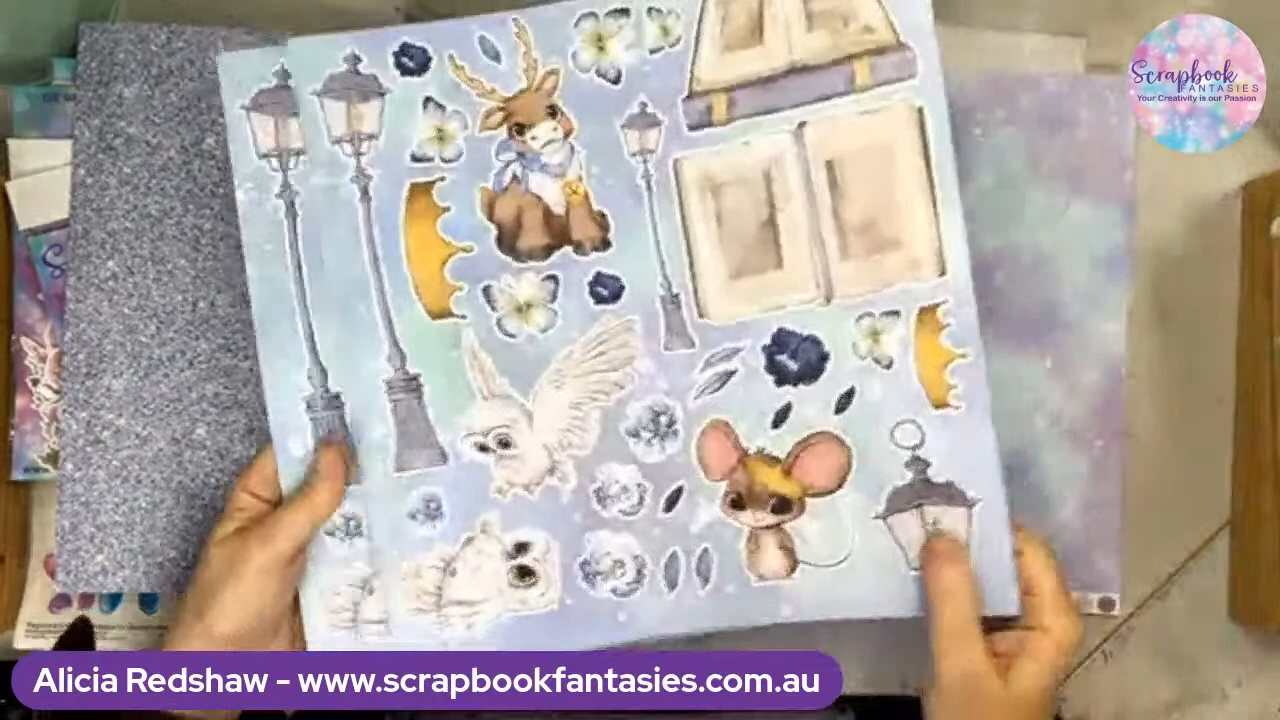 Scrapbook
FANTASIES
Your Creativity is our Passion
Alicia Redshaw - www.scrapbookfantasies.com.au